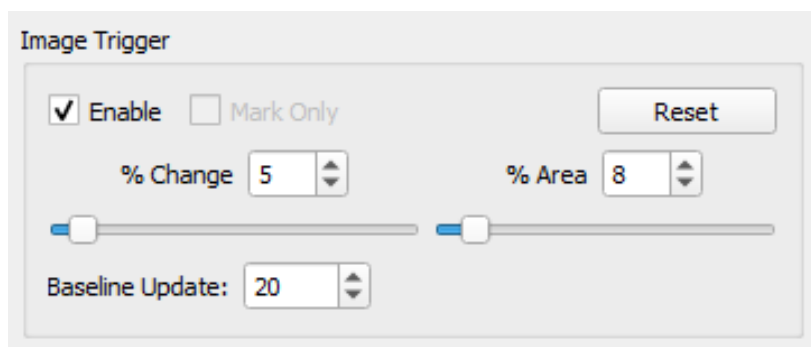 Image Trigger
Enable Mark Only Reset
% Change 5 % Area 8
Baseline Update: 20